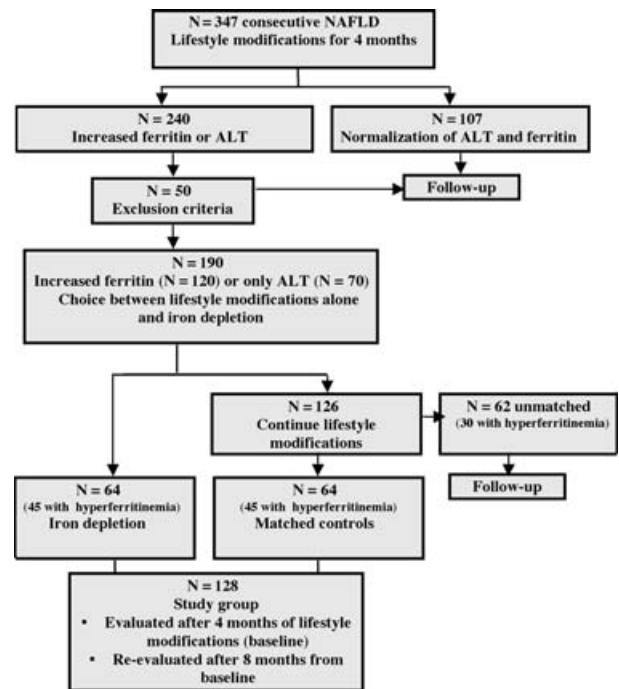 N = 347 consecutive NAFLD
Lifestyle modifications for 4 months
N = 240
Increased ferritin or ALT
N = 107
Normalization of ALT and ferritin
N = 50
Exclusion criteria
Follow-up
N = 190
Increased ferritin (N = 120) or only ALT (N = 70)
Choice between lifestyle modifications alone
and iron depletion
N = 126
Continue lifestyle
modifications
N = 62 unmatched
(30 with hyperferritinemia)
Follow-up
N = 64
(45 with hyperferritinemia)
Iron depletion
N = 64
(45 with hyperferritinemia)
Matched controls
N = 128
Study group
• Evaluated after 4 months of lifestyle
modifications (baseline)
• Re-evaluated after 8 months from
baseline